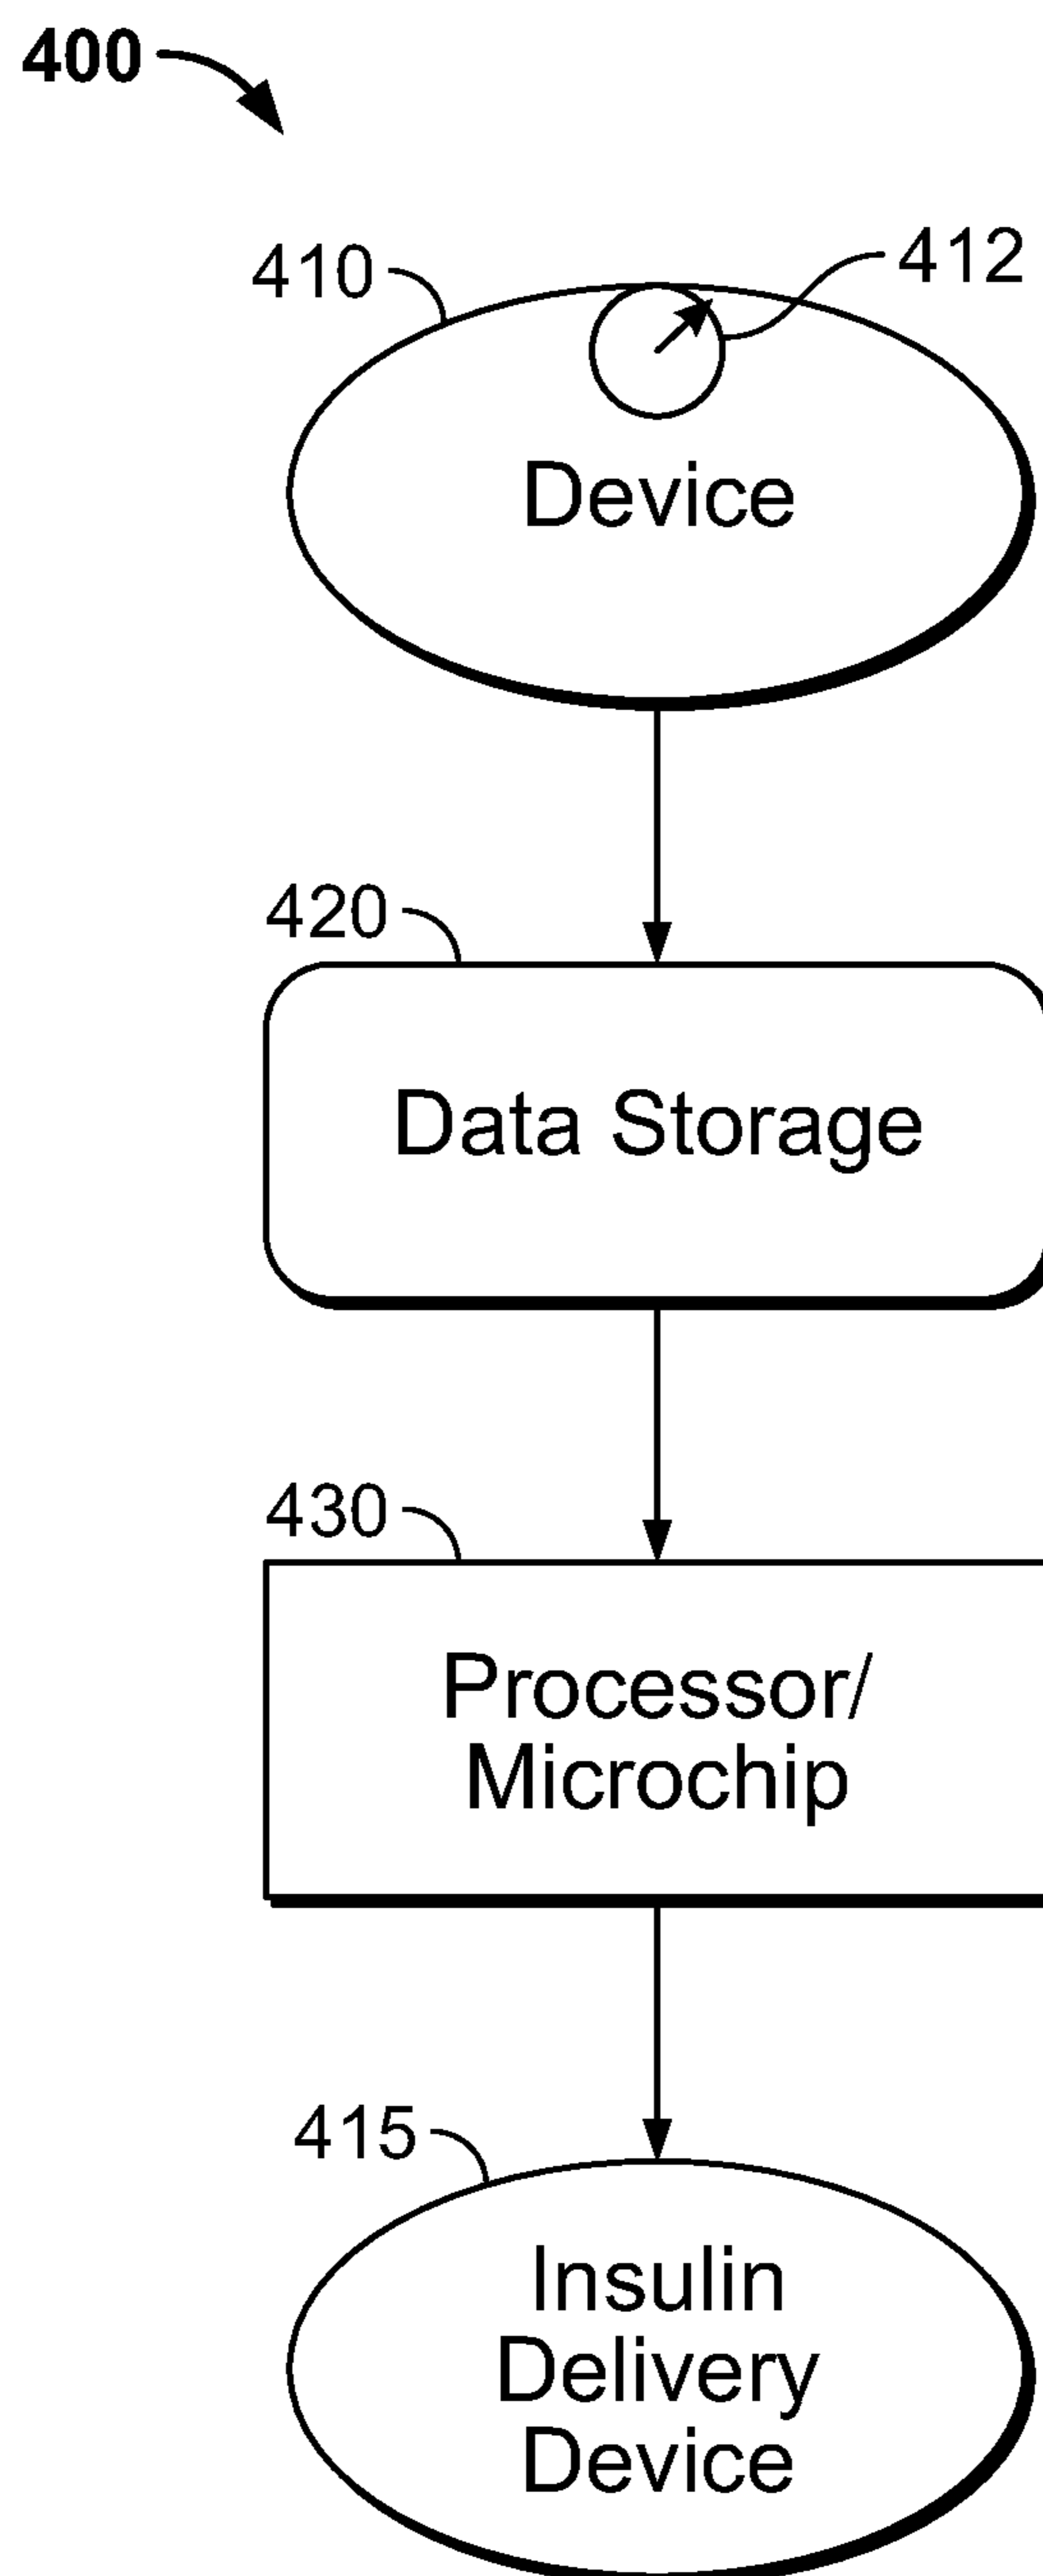 400
410
412
Device
420
Data Storage
430
Processor/
Microchip
415
Insulin
Delivery
Device